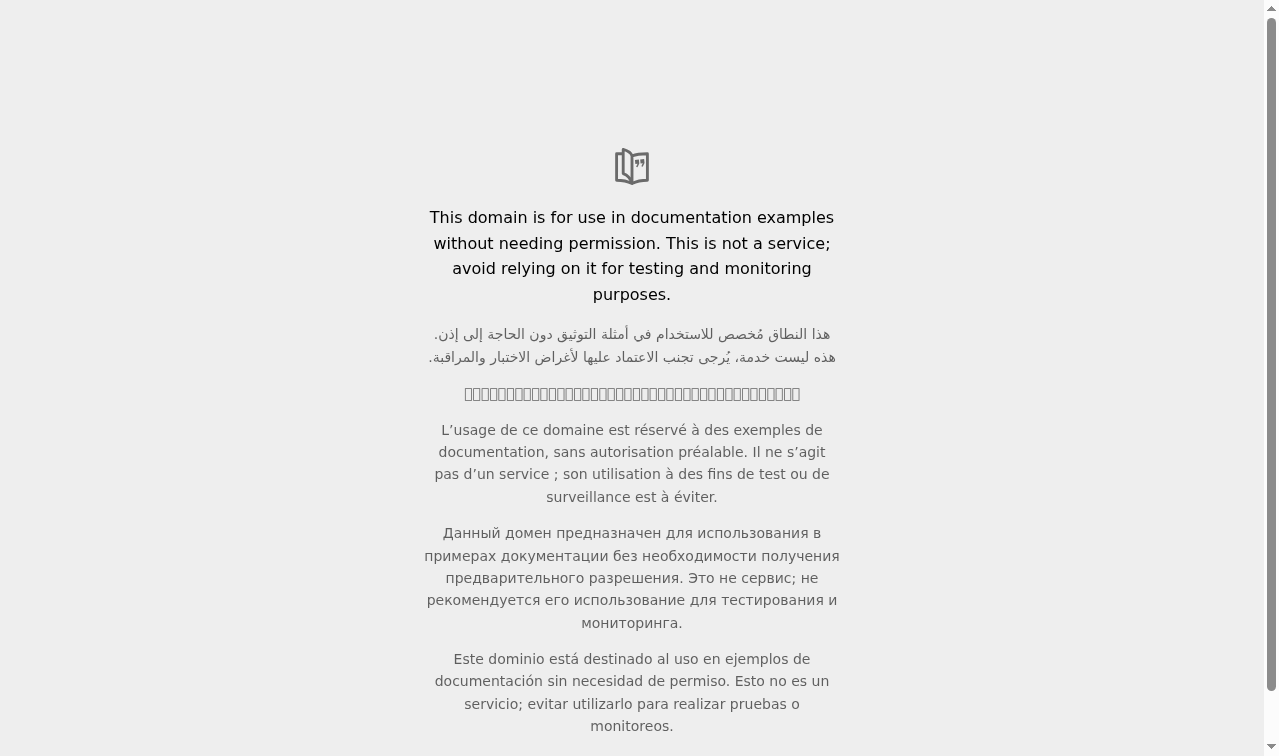 This domain is for use in documentation examples
without needing permission. This is not a service;
avoid relying on it for testing and monitoring
purposes.
هذا النطاق مُخصص للاستخدام في أمثلة التوثيق دون الحاجة إلى إذن.
هذه ليست خدمة، يُرجى تجنب الاعتماد عليها لأغراض الاختبار والمراقبة.
L’usage de ce domaine est réservé à des exemples de
documentation, sans autorisation préalable. Il ne s’agit
pas d’un service ; son utilisation à des fins de test ou de
surveillance est à éviter.
Данный домен предназначен для использования в
примерах документации без необходимости получения
предварительного разрешения. Это не сервис; не
рекомендуется его использование для тестирования и
мониторинга.
Este dominio está destinado al uso en ejemplos de
documentación sin necesidad de permiso. Esto no es un
servicio; evitar utilizarlo para realizar pruebas o
monitoreos.